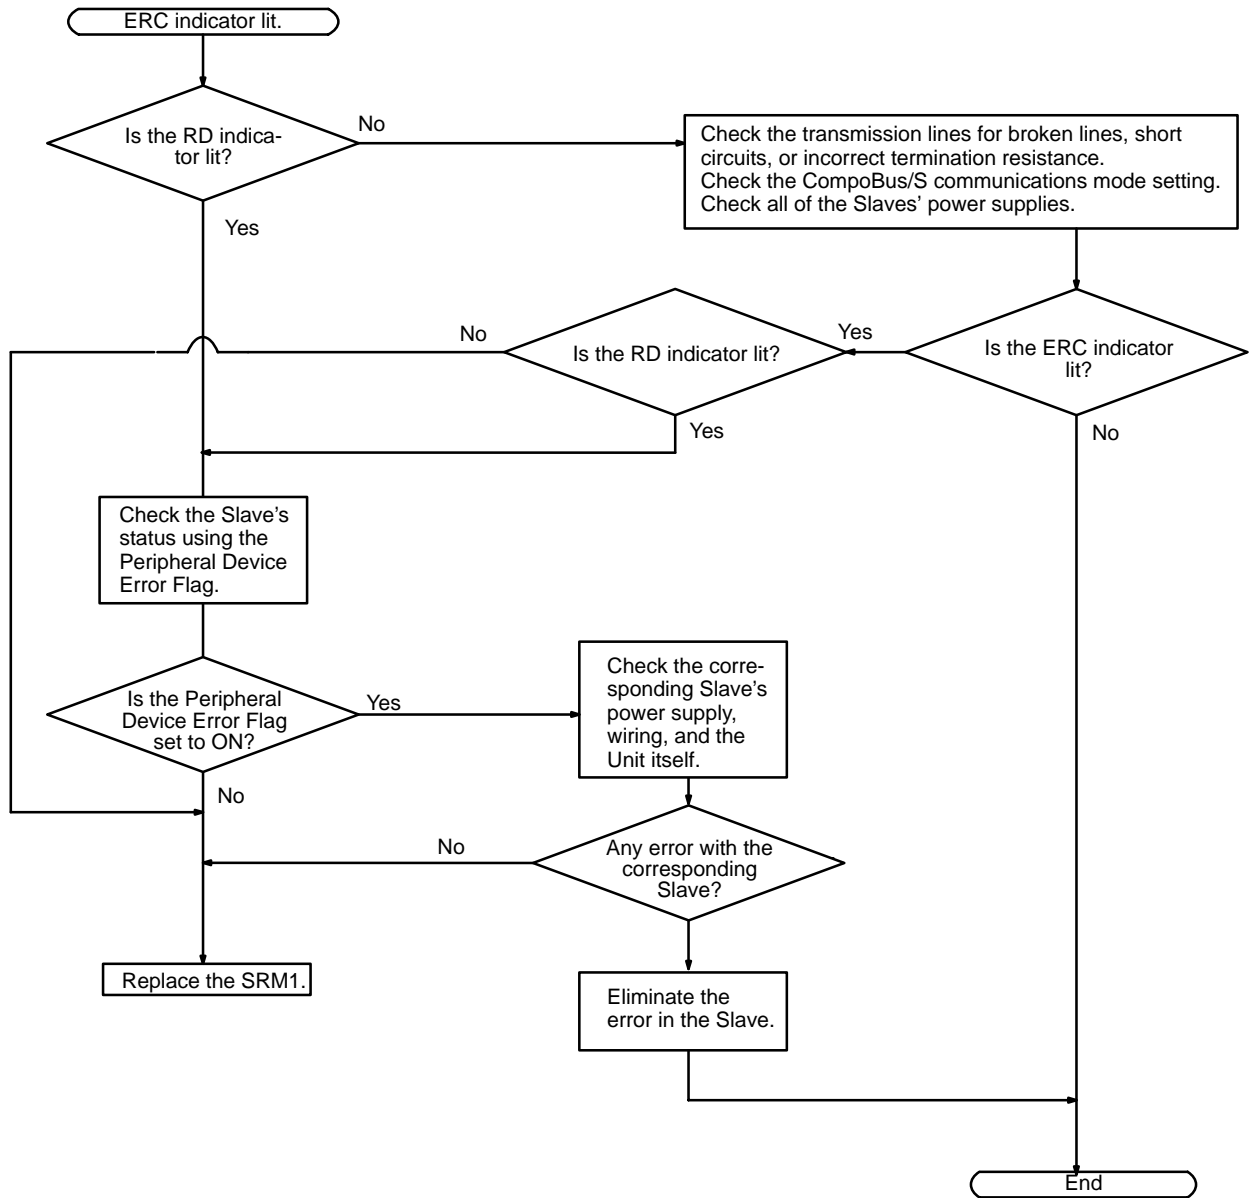 ERC indicator lit.
Is the RD indica-
tor lit?
No
Yes
Check the transmission lines for broken lines, short
circuits, or incorrect termination resistance.
Check the CompoBus/S communications mode setting.
Check all of the Slaves’ power supplies.
Is the ERC indicator
lit?
Yes
No
Is the RD indicator lit?
No
Yes
Check the Slave’s
status using the
Peripheral Device
Error Flag.
Is the Peripheral
Device Error Flag
set to ON?
Yes
No
Check the corre-
sponding Slave’s
power supply,
wiring, and the
Unit itself.
Any error with the
corresponding
Slave?
No
Replace the SRM1.
Eliminate the
error in the Slave.
End